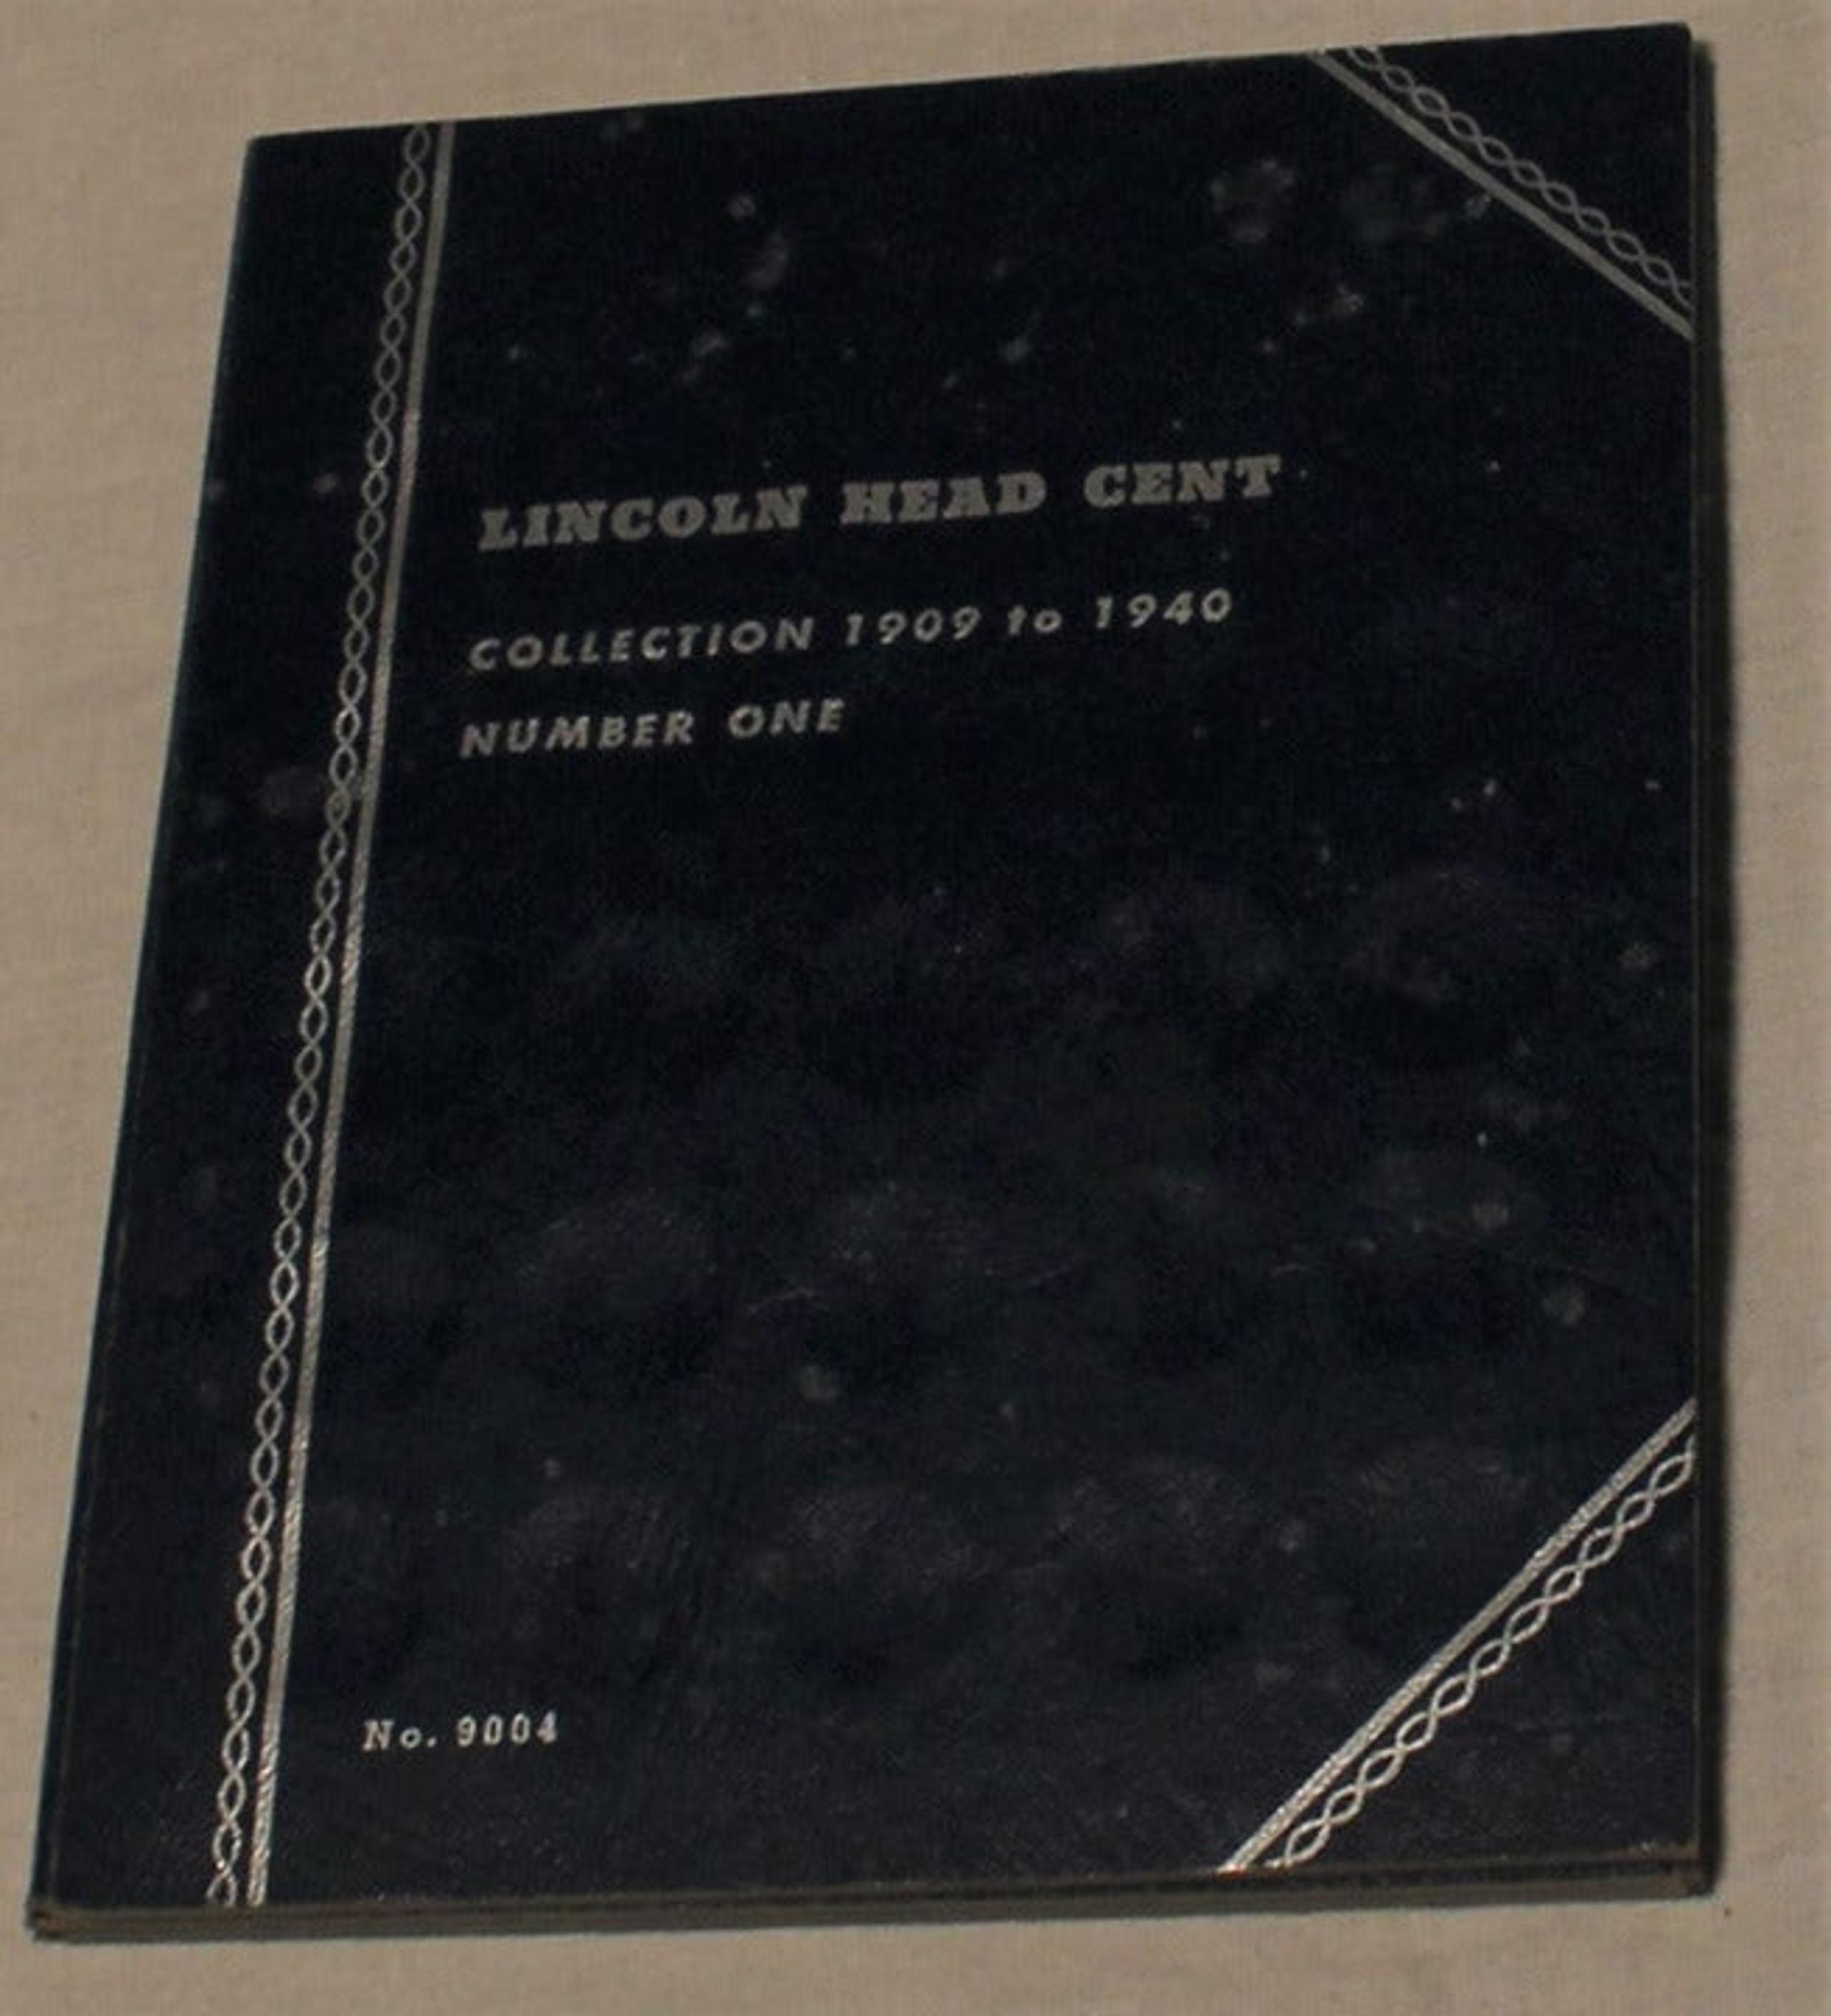 LINCOLN HEAD CENT
COLLECTION 1909 to 1940
NUMBER ONE
No. 9004